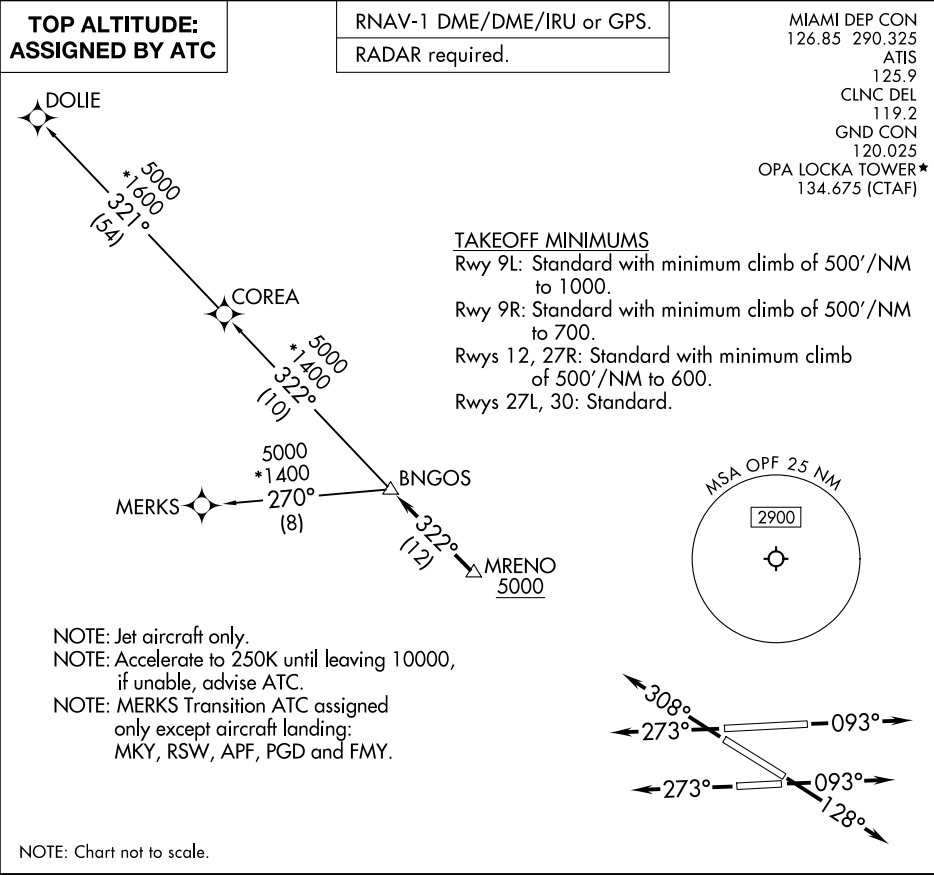 TOP ALTITUDE:
ASSIGNED BY ATC
RNAV-1 DME/DME/IRU or GPS.
RADAR required.
MIAMI DEP CON
126.85 290.325
ATIS
125.9
CLNC DEL
119.2
GND CON
120.025
OPA LOCKA TOWER★
134.675 (CTAF)
DOLIE
5000
*1600
321°
(54)
COREA
5000
*1400
322°
(10)
TAKEOFF MINIMUMS
Rwy 9L: Standard with minimum climb of 500'/NM
to 1000.
Rwy 9R: Standard with minimum climb of 500'/NM
to 700.
Rwys 12, 27R: Standard with minimum climb
of 500'/NM to 600.
Rwys 27L, 30: Standard.
5000
*1400
270°
(8)
MERKS
BNGOS
322°
(12)
MRENO
5000
MSA OPF 25 NM
2900
NOTE: Jet aircraft only.
NOTE: Accelerate to 250K until leaving 10000,
if unable, advise ATC.
NOTE: MERKS Transition ATC assigned
only except aircraft landing:
MKY, RSW, APF, PGD and FMY.
308°
273°
093°
273°
093°
128°
NOTE: Chart not to scale.